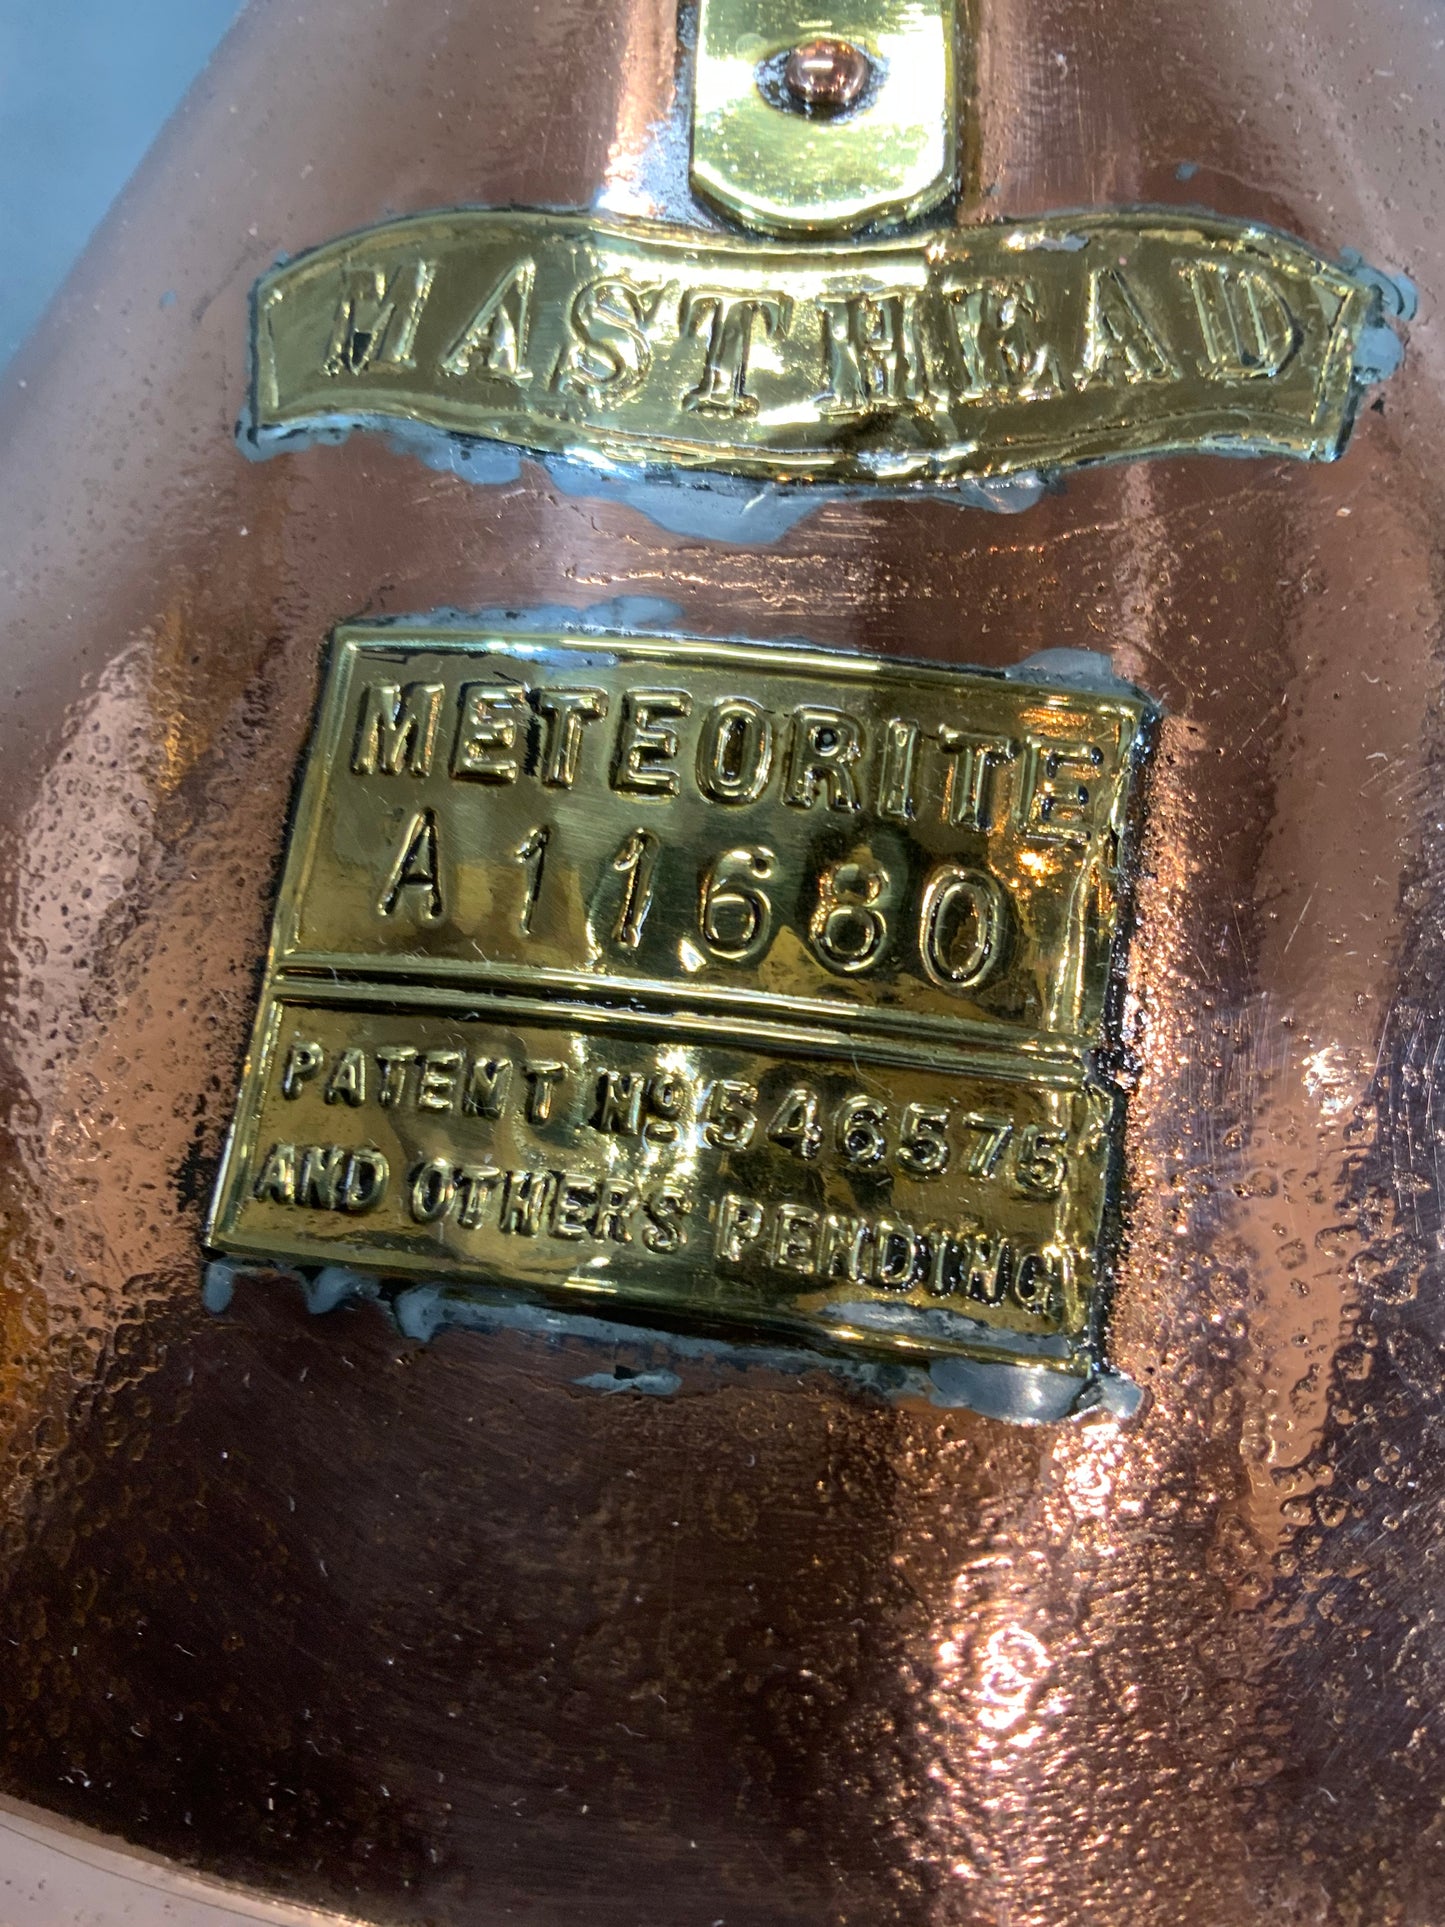 MASTHEAD
METEORITE
A 11680
PATENT Nº 546575
AND OTHERS PENDING